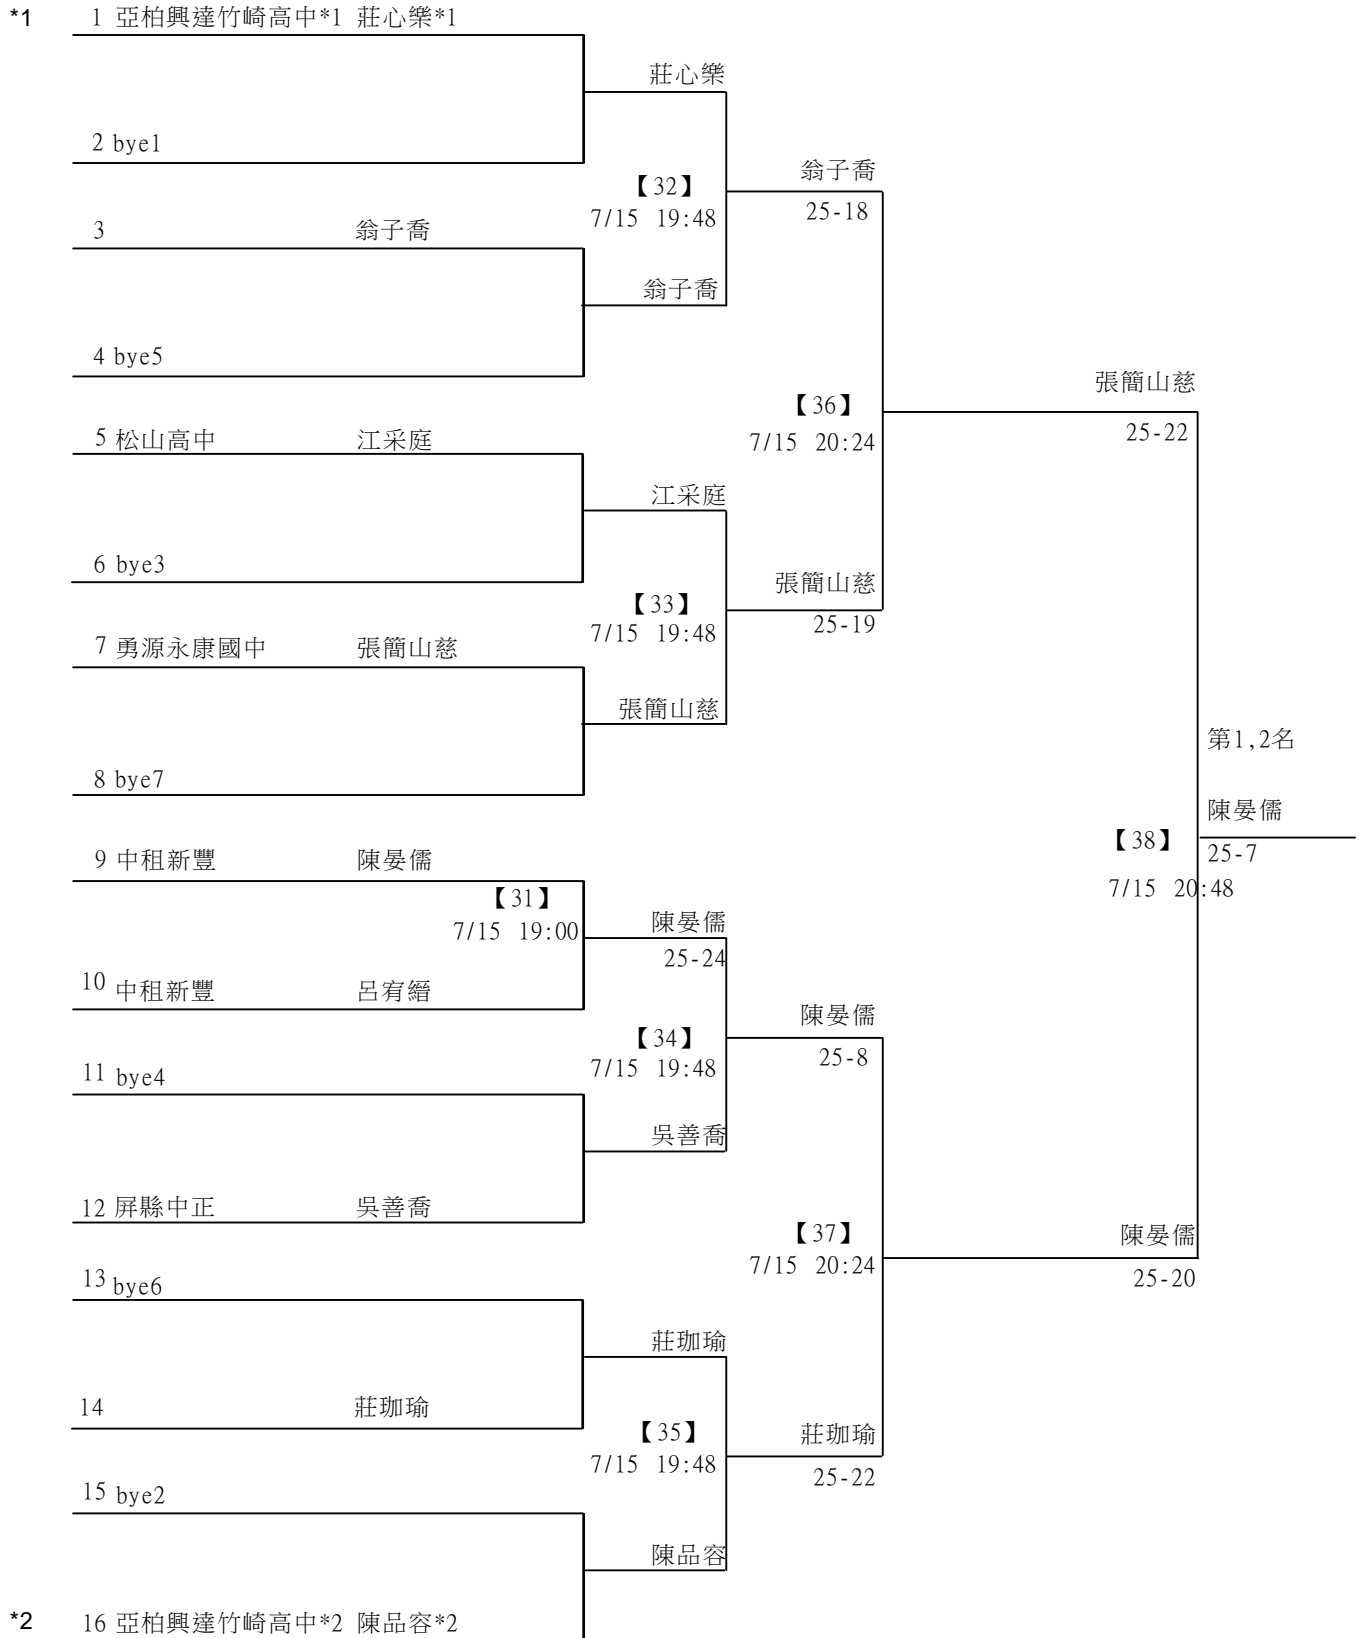 *1 1 亞柏興達竹崎高中*1 莊心樂*1
莊心樂
2 bye1
翁子喬
【32】
25-18
7/15 19:48
3 翁子喬
翁子喬
4 bye5
張簡山慈
【36】
25-22
5 松山高中 江采庭
7/15 20:24
江采庭
6 bye3
張簡山慈
【33】
25-19
7/15 19:48
7 勇源永康國中 張簡山慈
張簡山慈
第1,2名
8 bye7
陳晏儒
【38】
25-7
9 中租新豐 陳晏儒
7/15 20:48
【31】
陳晏儒
7/15 19:00
25-24
10 中租新豐 呂宥縉
陳晏儒
【34】
25-8
7/15 19:48
11 bye4
吳善喬
12 屏縣中正 吳善喬
【37】
陳晏儒
7/15 20:24
25-20
13 bye6
莊珈瑜
14 莊珈瑜
【35】
莊珈瑜
7/15 19:48
25-22
15 bye2
陳品容
*2 16 亞柏興達竹崎高中*2 陳品容*2